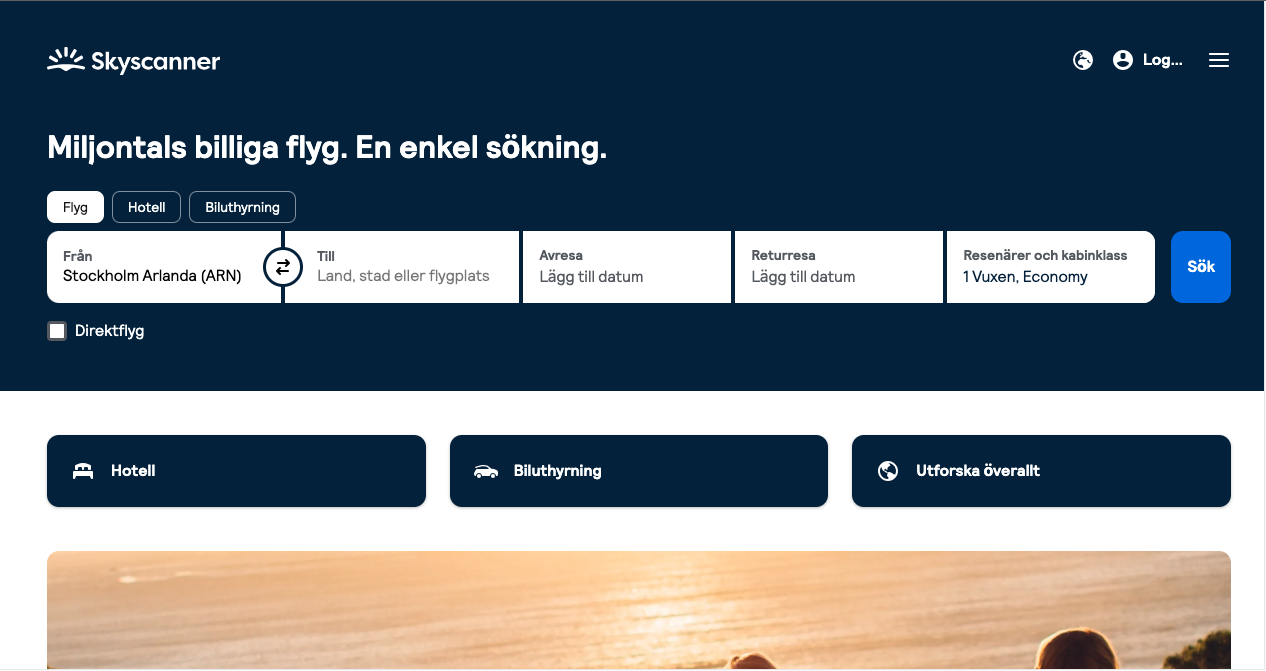 Skyscanner
Log...
Miljontals billiga flyg. En enkel sökning.
Flyg
Hotell
Biluthyrning
Från
Stockholm Arlanda (ARN)
Till
Land, stad eller flygplats
Avresa
Lägg till datum
Returresa
Lägg till datum
Resenärer och kabinklass
1 Vuxen, Economy
Sök
Direktflyg
Hotell
Biluthyrning
Utforska överallt